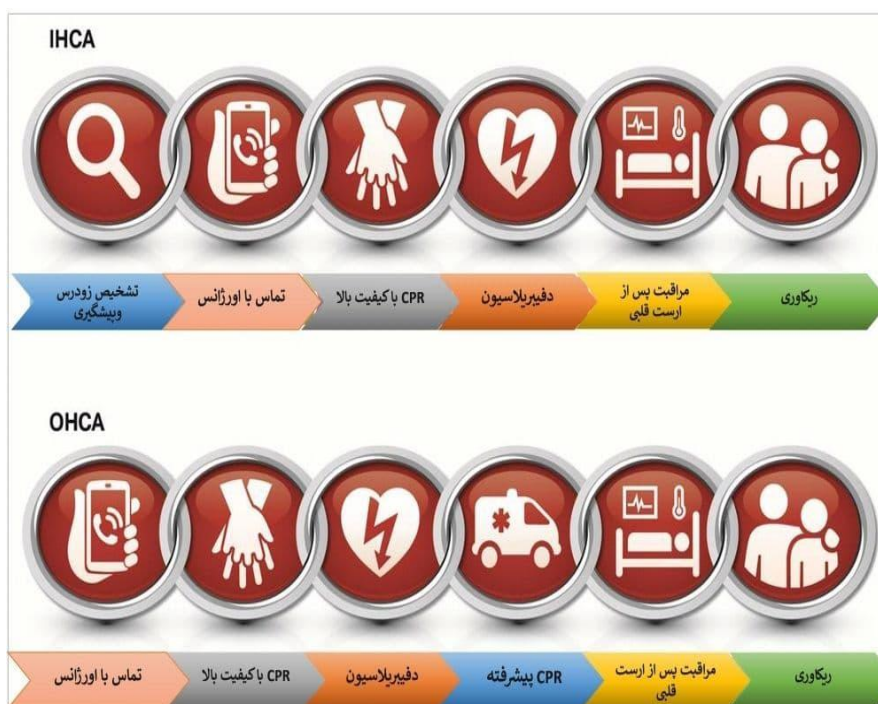 IHCA
تشخیص زودرس
وپیشگیری
تماس با اورژانس
CPR با کیفیت بالا
دفیبریلاسیون
مراقبت پس از
ارست قلبی
ریکاوری
OHCA
تماس با اورژانس
CPR با کیفیت بالا
دفیبریلاسیون
CPR پیشرفته
مراقبت پس از ارست
قلبی
ریکاوری